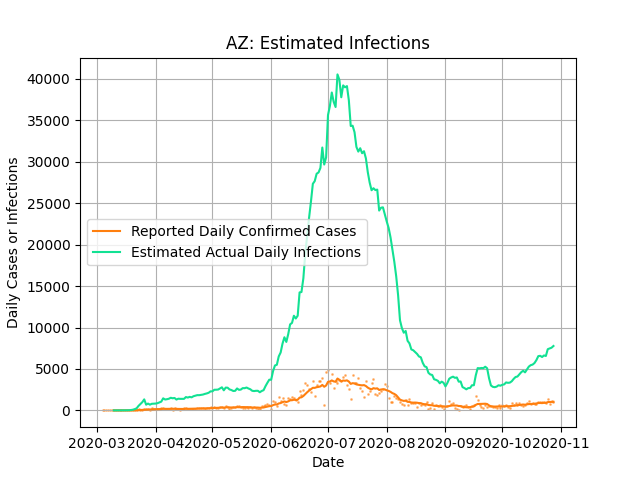 AZ: Estimated Infections
Daily Cases or Infections
40000
35000
30000
25000
20000
15000
10000
5000
0
Reported Daily Confirmed Cases
Estimated Actual Daily Infections
2020-03 2020-04 2020-05 2020-06 2020-07 2020-08 2020-09 2020-10 2020-11
Date